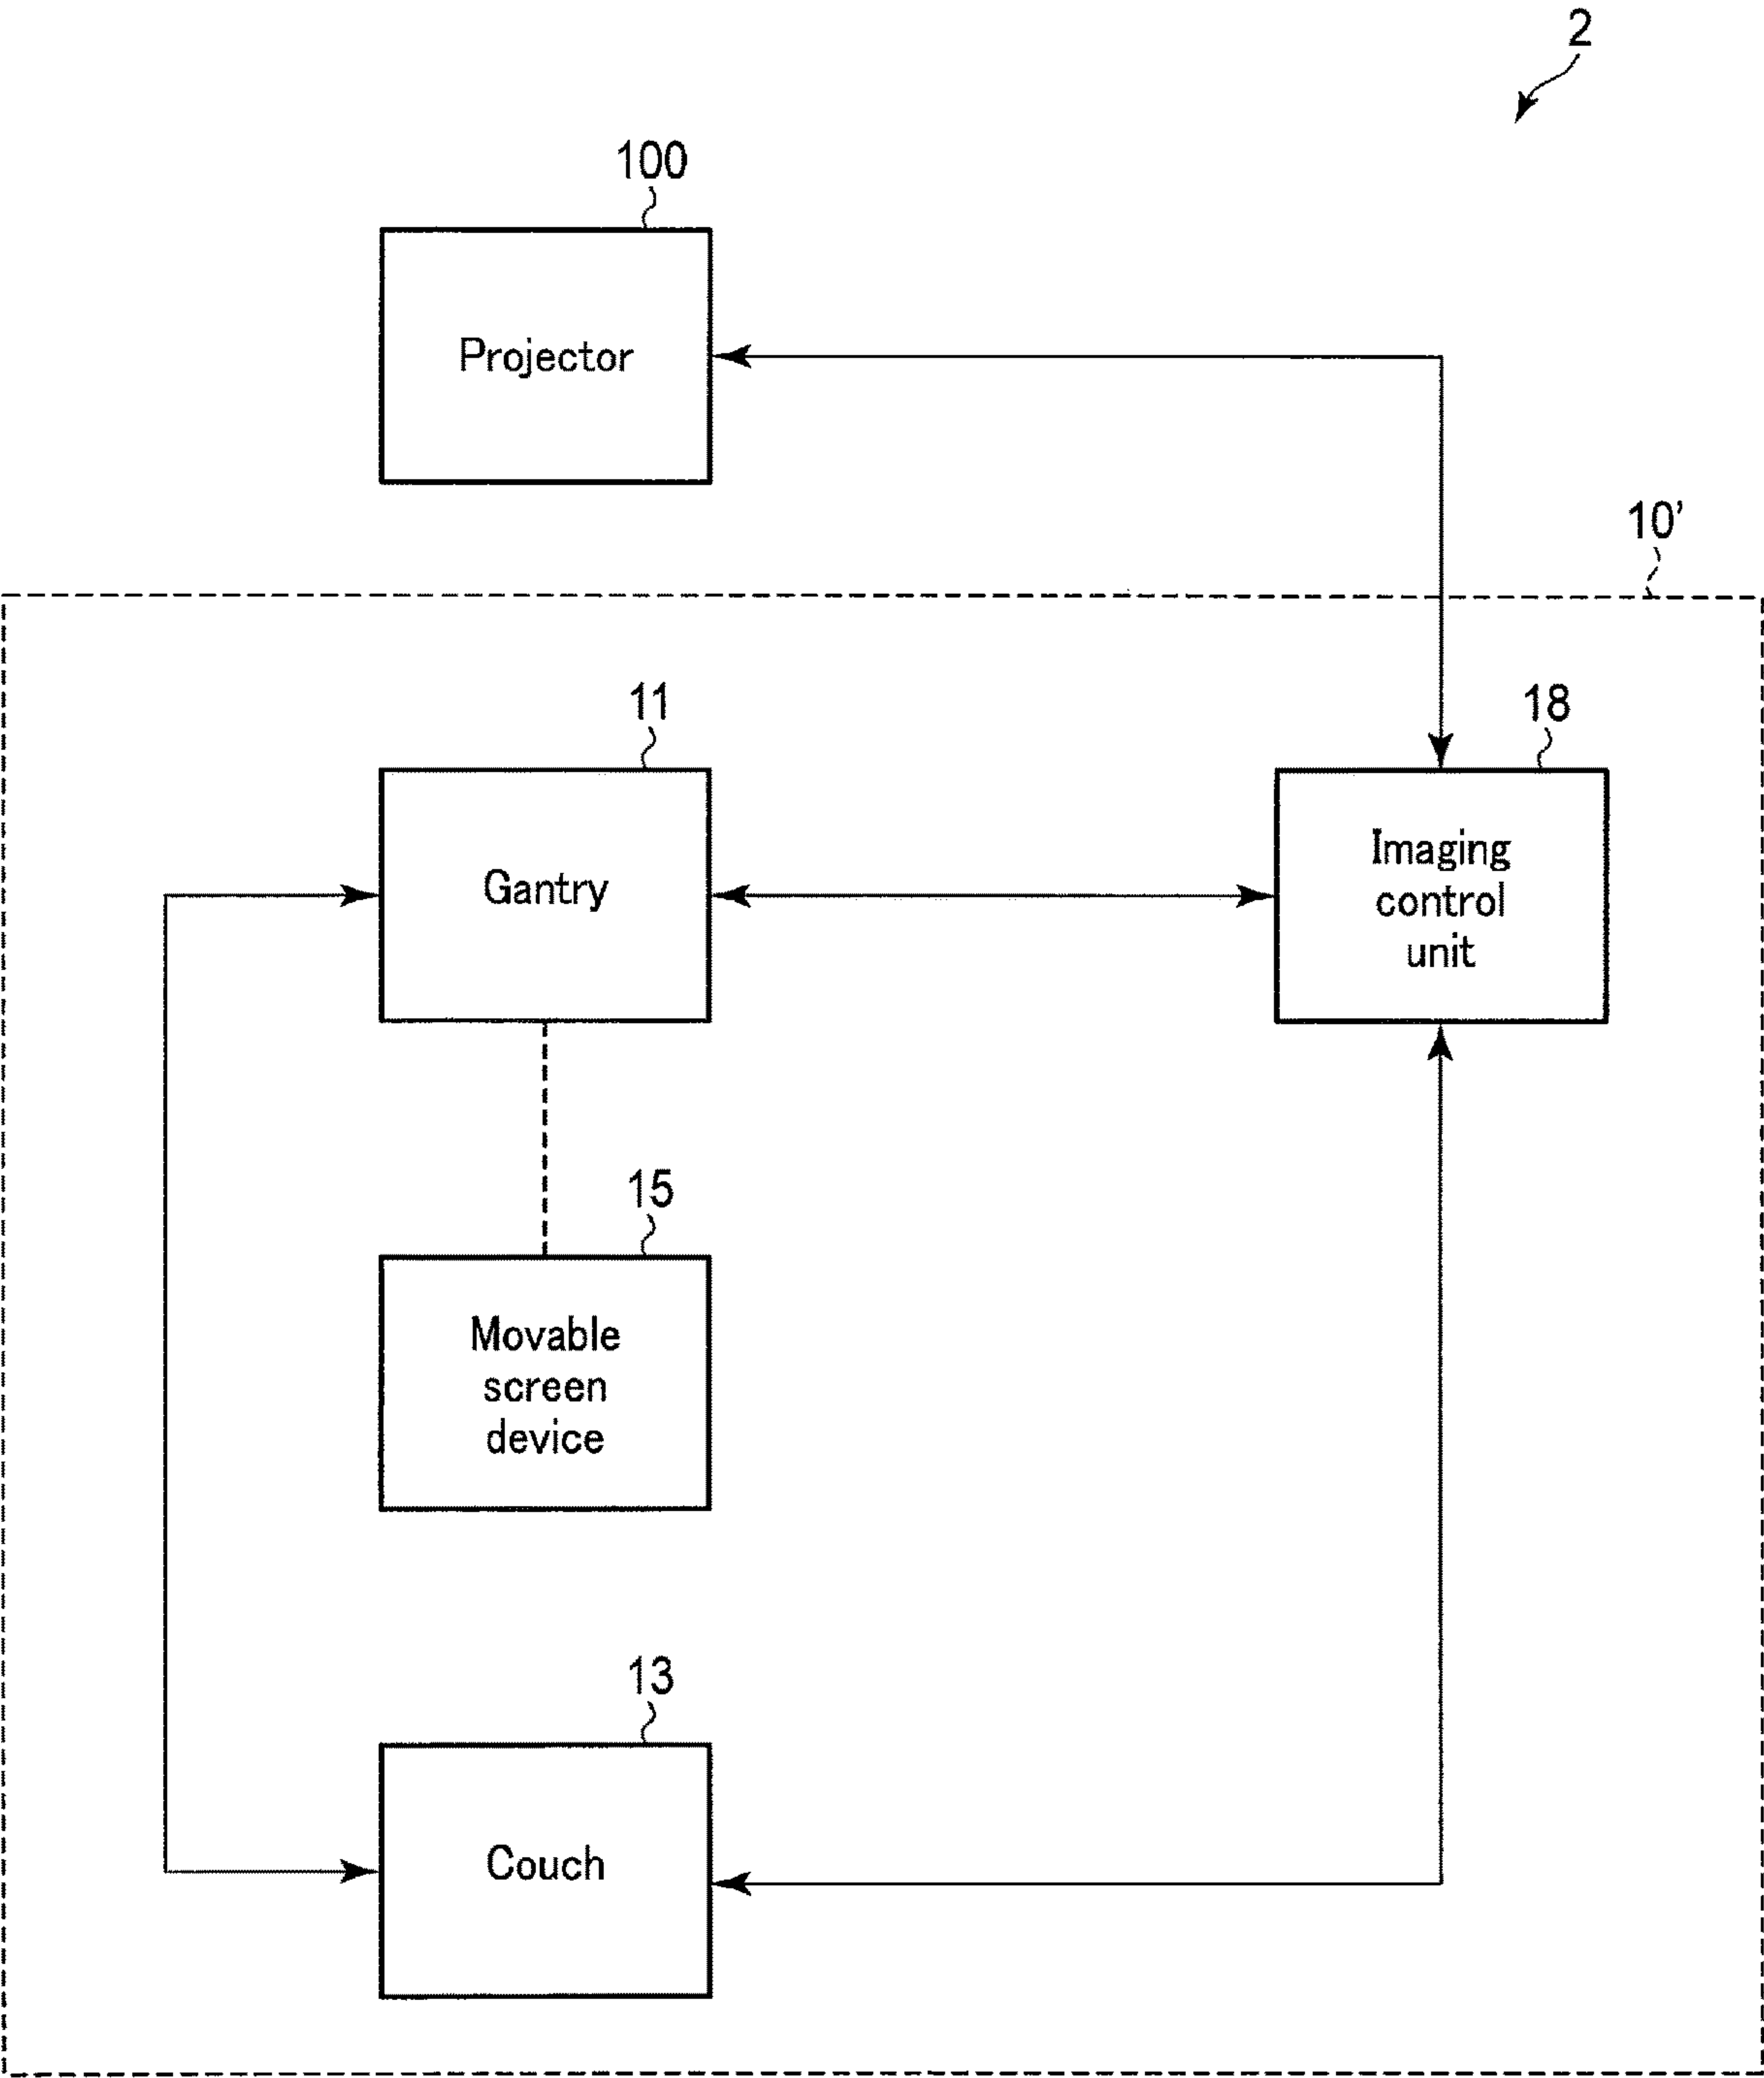 2
100
Projector
10'
11
18
Gantry
Imaging
control
unit
15
Movable
screen
device
13
Couch